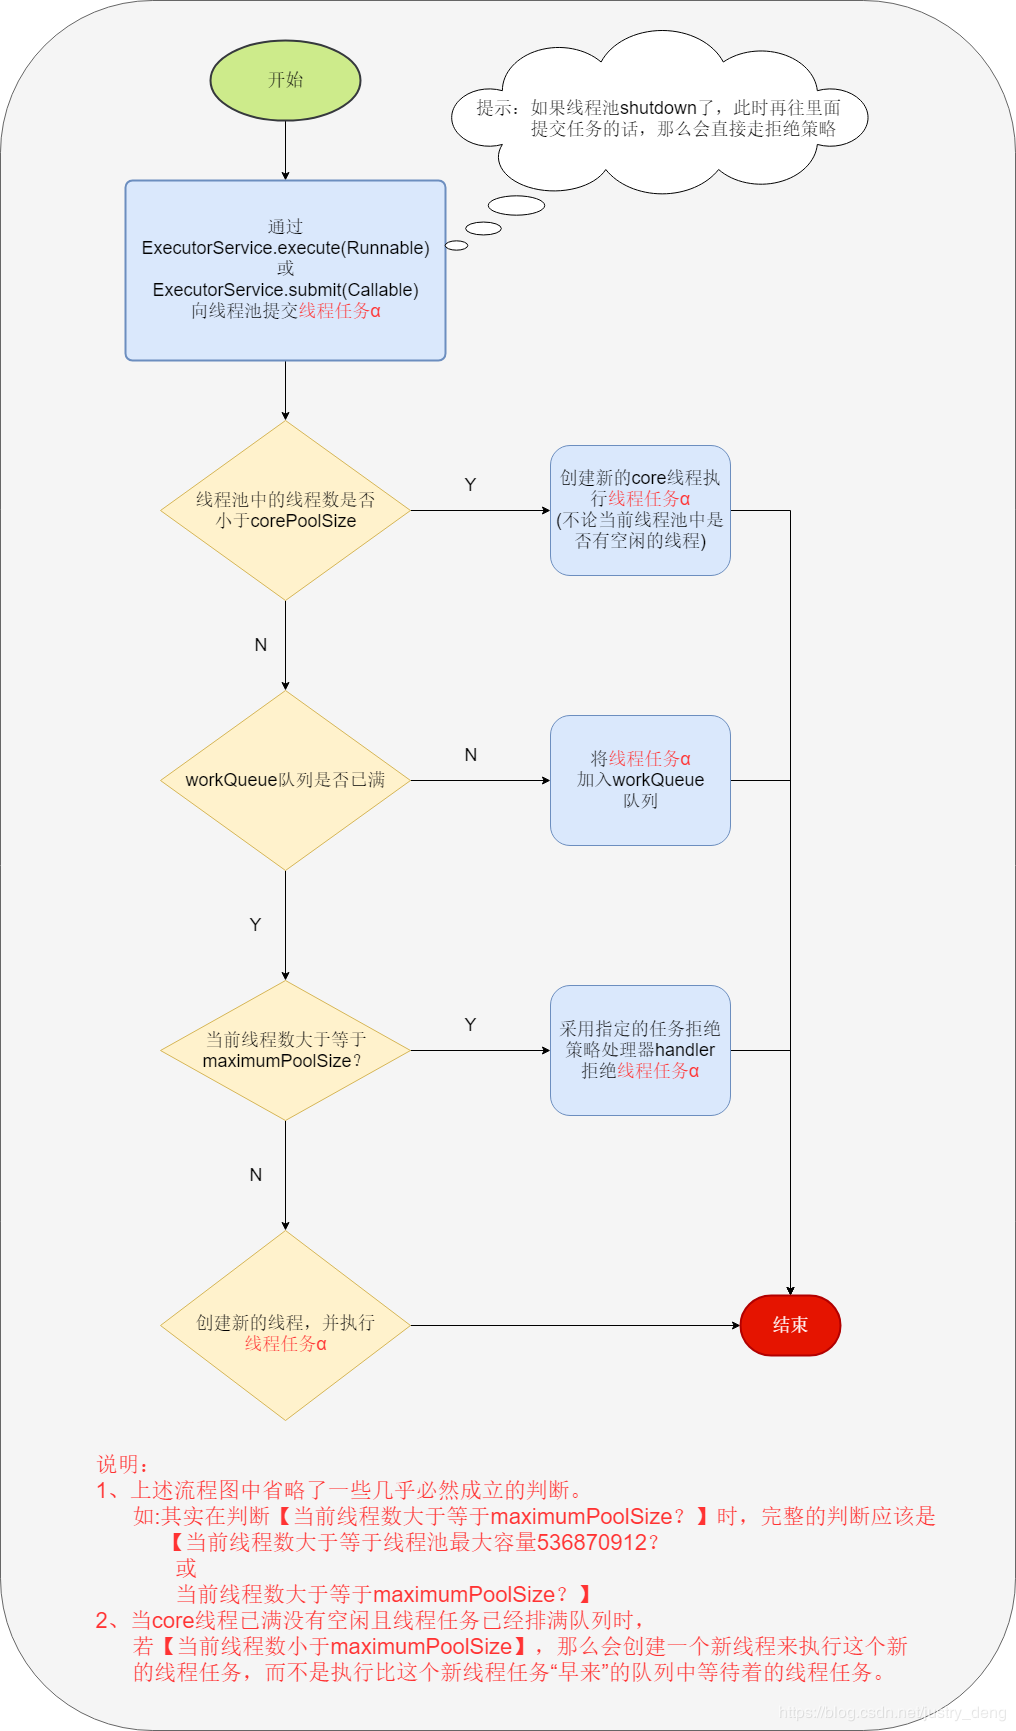 开始
提示：如果线程池shutdown了，此时再往里面
提交任务的话，那么会直接走拒绝策略
通过
ExecutorService.execute(Runnable)
或
ExecutorService.submit(Callable)
向线程池提交线程任务α
线程池中的线程数是否
小于corePoolSize
Y
创建新的core线程执
行线程任务α
(不论当前线程池中是
否有空闲的线程)
N
workQueue队列是否已满
N
将线程任务α
加入workQueue
队列
Y
当前线程数大于等于
maximumPoolSize？
Y
采用指定的任务拒绝
策略处理器handler
拒绝线程任务α
N
创建新的线程，并执行
线程任务α
结束
说明：
1、上述流程图中省略了一些几乎必然成立的判断。
如:其实在判断【当前线程数大于等于maximumPoolSize？】时，完整的判断应该是
【当前线程数大于等于线程池最大容量536870912？
或
当前线程数大于等于maximumPoolSize？】
2、当core线程已满没有空闲且线程任务已经排满队列时，
若【当前线程数小于maximumPoolSize】，那么会创建一个新线程来执行这个新
的线程任务，而不是执行比这个新线程任务“早来”的队列中等待着的线程任务。
https://blog.csdn.net/justry_deng